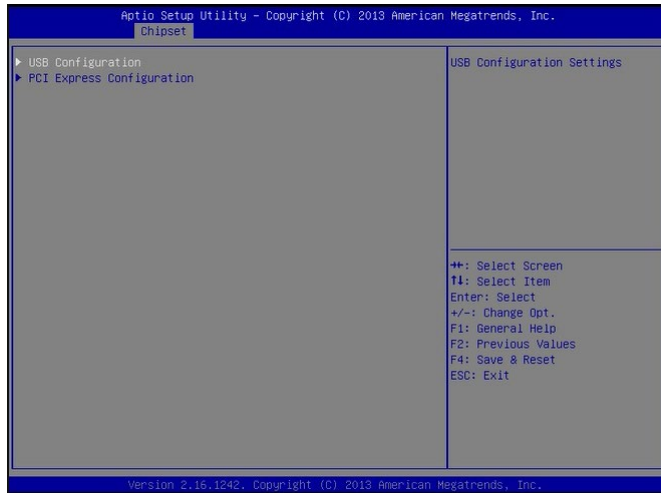 Aptio Setup Utility – Copyright (C) 2013 American Megatrends, Inc.
Chipset
USB Configuration
PCI Express Configuration
USB Configuration Settings
→←: Select Screen
↑↓: Select Item
Enter: Select
+/-: Change Opt.
F1: General Help
F2: Previous Values
F4: Save & Reset
ESC: Exit
Version 2.16.1242. Copyright (C) 2013 American Megatrends, Inc.